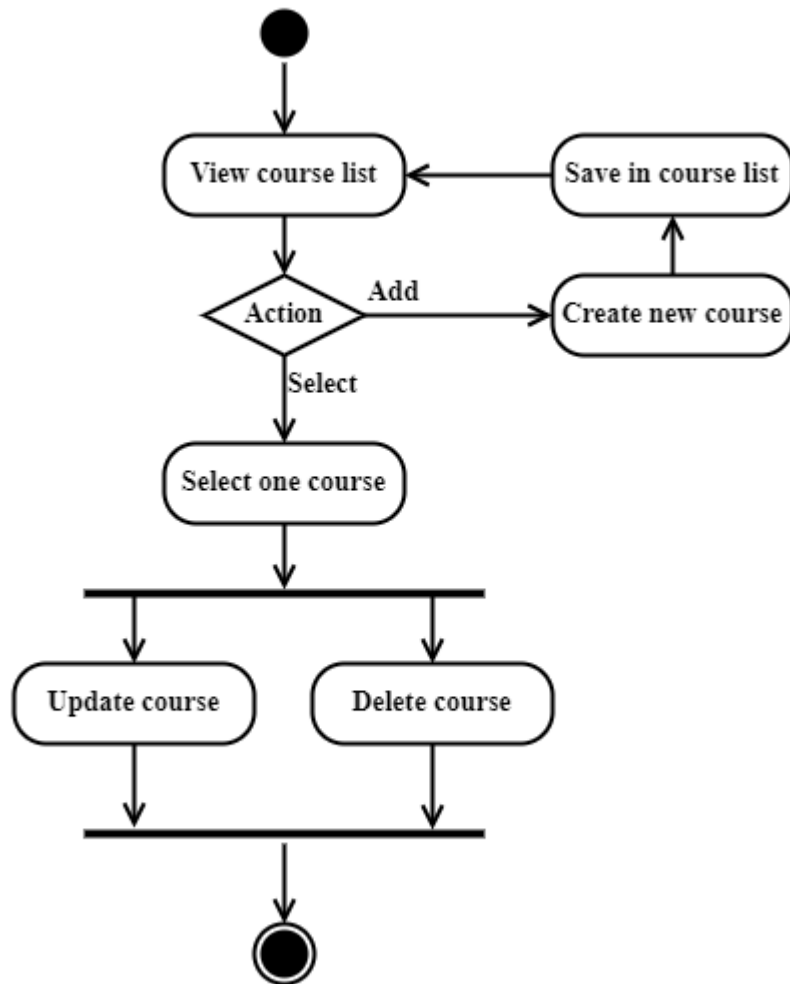 View course list
Save in course list
Action
Add
Create new course
Select
Select one course
Update course
Delete course